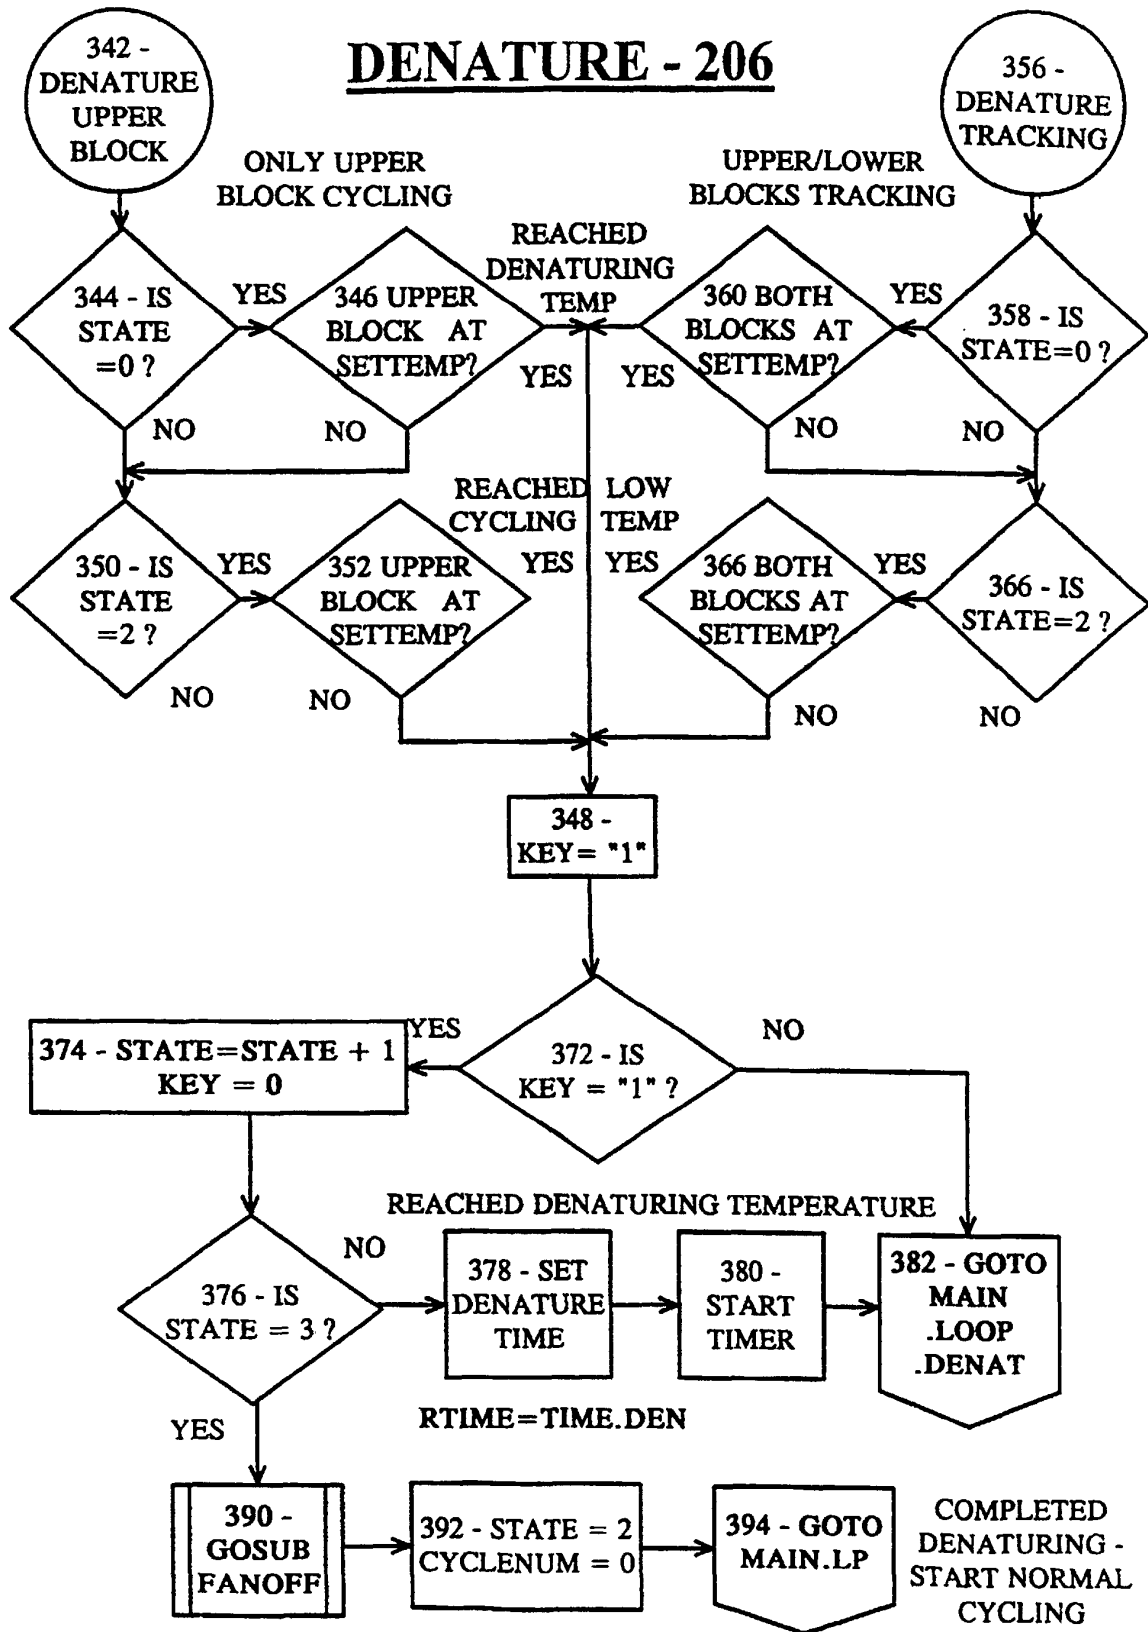 DENATURE - 206
342 -
DENATURE
UPPER
BLOCK
356 -
DENATURE
TRACKING
ONLY UPPER
BLOCK CYCLING
UPPER/LOWER
BLOCKS TRACKING
REACHED
DENATURING
TEMP
344 - IS
STATE
=0 ?
YES
346 UPPER
BLOCK AT
SETTEMP?
YES
YES
360 BOTH
BLOCKS AT
SETTEMP?
YES
358 - IS
STATE=0 ?
NO
NO
NO
NO
REACHED LOW
CYCLING TEMP
350 - IS
STATE
=2 ?
YES
352 UPPER
BLOCK AT
SETTEMP?
YES
YES
366 BOTH
BLOCKS AT
SETTEMP?
YES
366 - IS
STATE=2 ?
NO
NO
NO
NO
348 -
KEY= "1"
372 - IS
KEY = "1" ?
YES
NO
374 - STATE=STATE + 1
KEY = 0
REACHED DENATURING TEMPERATURE
376 - IS
STATE = 3 ?
NO
378 - SET
DENATURE
TIME
380 -
START
TIMER
382 - GOTO
MAIN
.LOOP
.DENAT
YES
RTIME=TIME.DEN
390 -
GOSUB
FANOFF
392 - STATE = 2
CYCLENUM = 0
394 - GOTO
MAIN.LP
COMPLETED
DENATURING -
START NORMAL
CYCLING